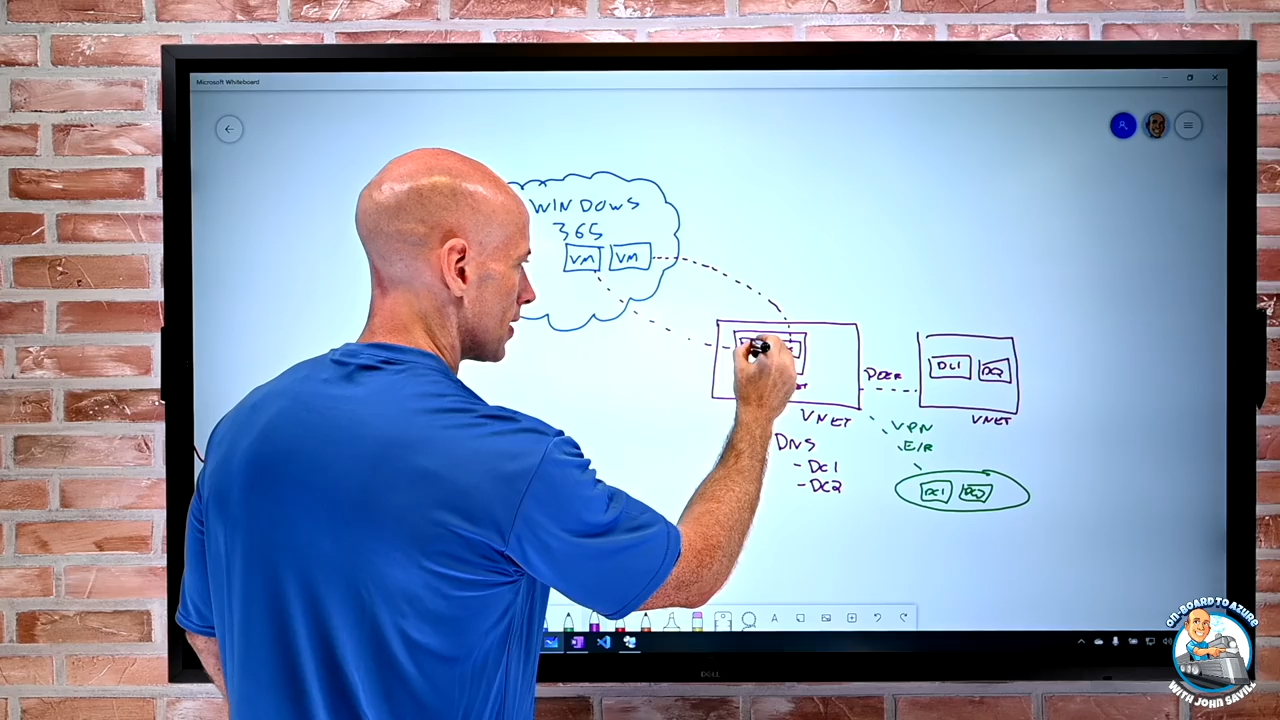 Microsoft Whiteboard
WINDOWS
365
VM VM
PEER
DC1 DC2
VNET
VNET
VPN
E/R
DNS
- DC1
- DC2
DC1 DC2
A
DELL
ON-BOARD TO AZURE
WITH JOHN SAVILL